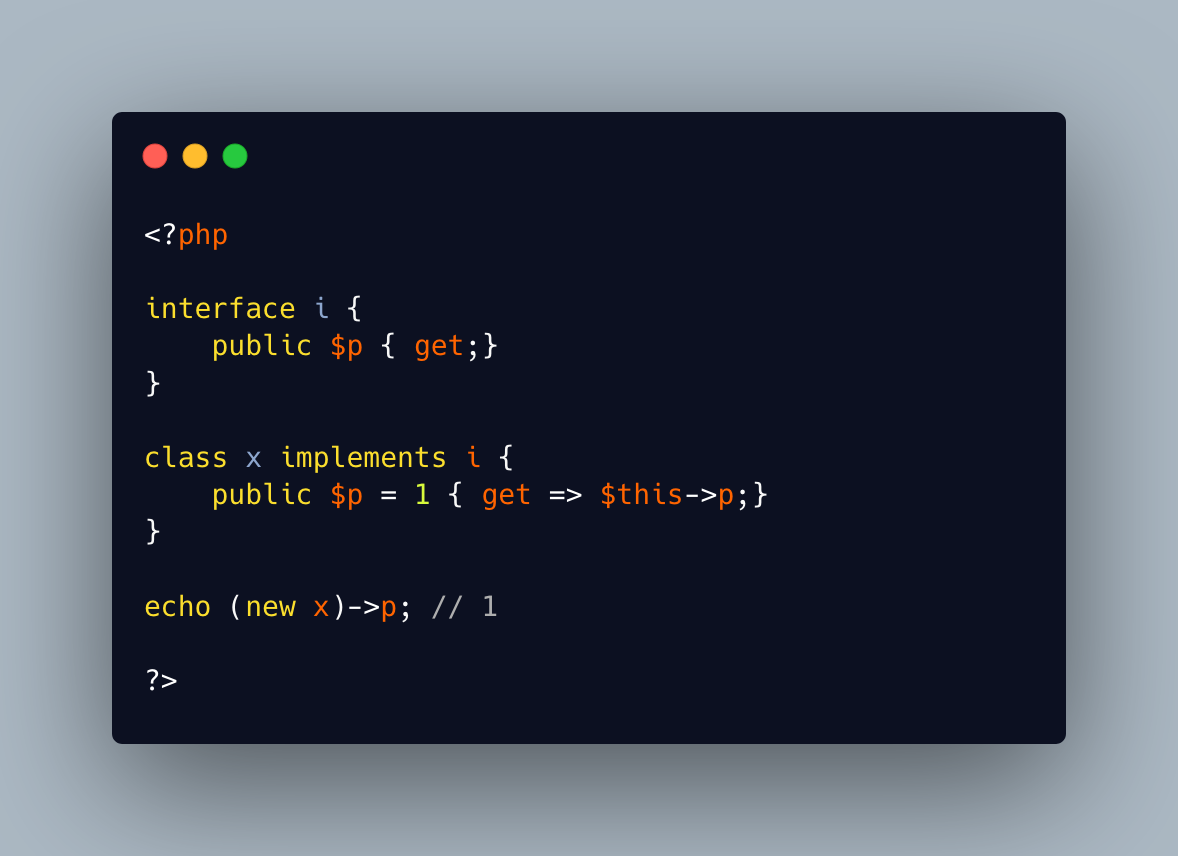 <?php
interface i {
    public $p { get;}
}
class x implements i {
    public $p = 1 { get => $this->p;}
}
echo (new x)->p; // 1
?>